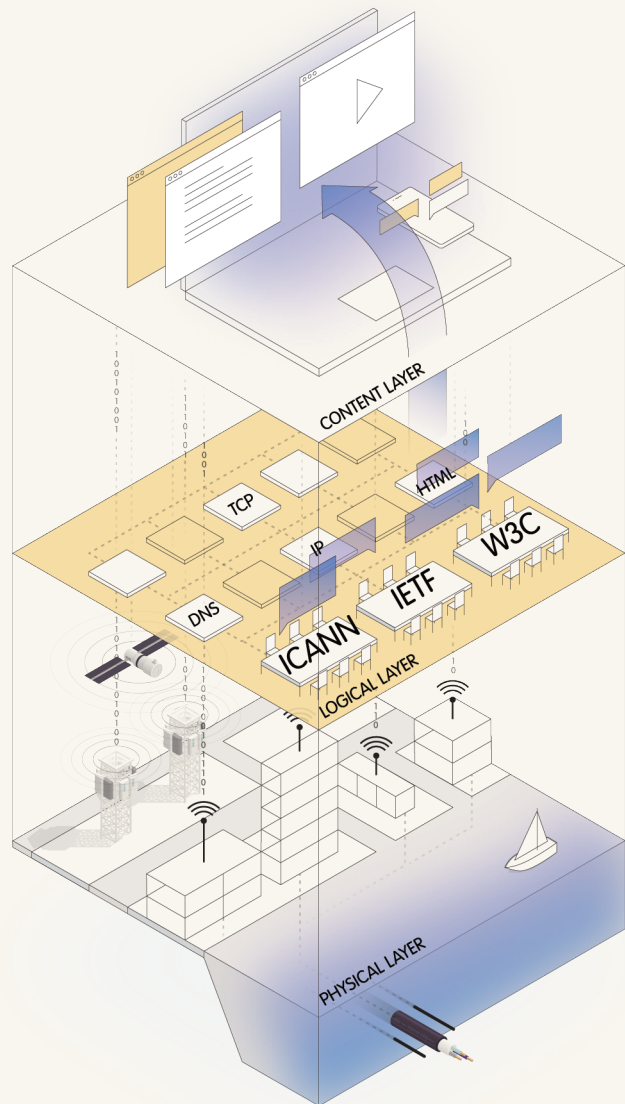 CONTENT LAYER
HTML
TCP
W3C
IP
IETF
DNS
ICANN
LOGICAL LAYER
PHYSICAL LAYER